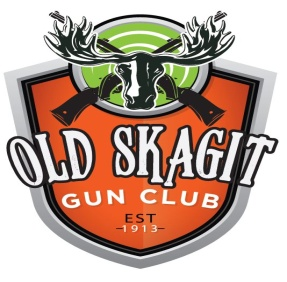 OLD SKAGIT
GUN CLUB
EST
-1913-